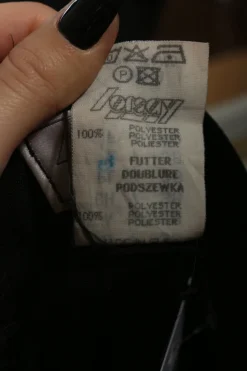 100% POLYESTER
POLYESTER
POLIESTER
FUTTER
DOUBLURE
PODSZEWKA
100% POLYESTER
POLYESTER
POLIESTER